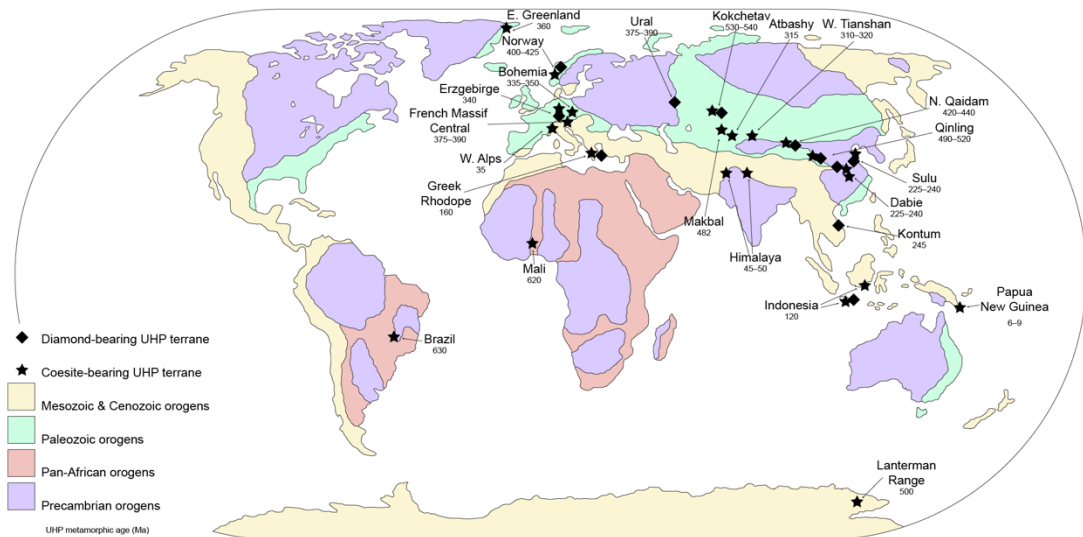 E. Greenland
360
Norway
400–425
Bohemia
335–350
Erzgebirge
340
French Massif
Central
375–390
W. Alps
35
Greek
Rhodope
160
Ural
375–390
Kokchetav
530–540
Atbashy
315
W. Tianshan
310–320
N. Qaidam
420–440
Qinling
490–520
Sulu
225–240
Dabie
225–240
Kontum
245
Makbal
482
Himalaya
45–50
Mali
620
Brazil
630
Indonesia
120
Papua
New Guinea
6–9
Lanterman
Range
500
Diamond-bearing UHP terrane
Coesite-bearing UHP terrane
Mesozoic & Cenozoic orogens
Paleozoic orogens
Pan-African orogens
Precambrian orogens
UHP metamorphic age (Ma)